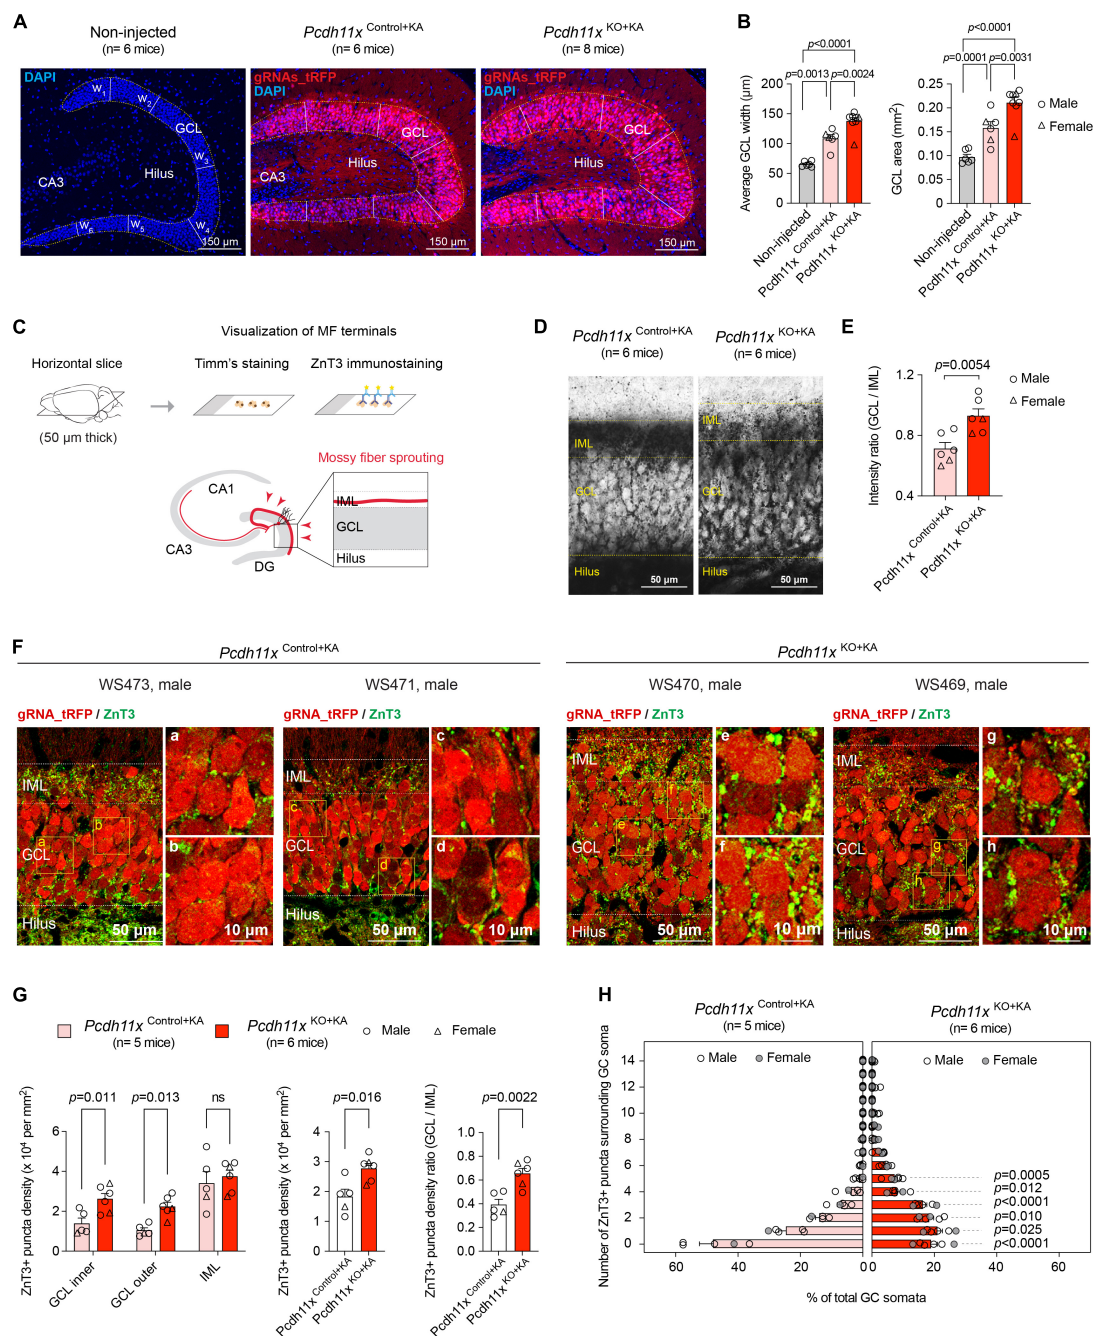 A
Non-injected
(n= 6 mice)
Pcdh11x Control+KA
(n= 6 mice)
Pcdh11x KO+KA
(n= 8 mice)
DAPI
W1
W2
GCL
W3
CA3
Hilus
W6
W5
W4
150 µm
gRNAs_tRFP
DAPI
GCL
Hilus
CA3
150 µm
gRNAs_tRFP
DAPI
GCL
Hilus
150 µm
B
p<0.0001
p=0.0013
p=0.0024
Average GCL width (µm)
200
150
100
50
0
Non-injected
Pcdh11x Control+KA
Pcdh11x KO+KA
p<0.0001
p=0.0001
p=0.0031
GCL area (mm2)
0.25
0.20
0.15
0.10
0.05
0
Non-injected
Pcdh11x Control+KA
Pcdh11x KO+KA
Male
Female
C
Visualization of MF terminals
Horizontal slice
Timm's staining
ZnT3 immunostaining
(50 µm thick)
Mossy fiber sprouting
CA1
CA3
DG
IML
GCL
Hilus
D
Pcdh11x Control+KA
(n= 6 mice)
Pcdh11x KO+KA
(n= 6 mice)
IML
GCL
Hilus
50 µm
IML
GCL
Hilus
50 µm
E
p=0.0054
Intensity ratio (GCL / IML)
1.2
0.8
0.4
Pcdh11x Control+KA
Pcdh11x KO+KA
Male
Female
F
Pcdh11x Control+KA
Pcdh11x KO+KA
WS473, male
WS471, male
WS470, male
WS469, male
gRNA_tRFP / ZnT3
gRNA_tRFP / ZnT3
gRNA_tRFP / ZnT3
gRNA_tRFP / ZnT3
IML
b
a
GCL
Hilus
50 µm
a
b
10 µm
IML
c
GCL
d
Hilus
50 µm
c
d
10 µm
IML
f
e
GCL
Hilus
50 µm
e
f
10 µm
IML
GCL
g
h
Hilus
50 µm
g
h
10 µm
G
Pcdh11x Control+KA
(n= 5 mice)
Pcdh11x KO+KA
(n= 6 mice)
Male
Female
p=0.011
p=0.013
ns
ZnT3+ puncta density (x 104 per mm2)
6
4
2
0
GCL inner
GCL outer
IML
p=0.016
ZnT3+ puncta density (x 104 per mm2)
4
3
2
1
0
Pcdh11x Control+KA
Pcdh11x KO+KA
p=0.0022
ZnT3+ puncta density ratio (GCL / IML)
1.0
0.8
0.6
0.4
0.2
0.0
Pcdh11x Control+KA
Pcdh11x KO+KA
H
Pcdh11x Control+KA
(n= 5 mice)
Pcdh11x KO+KA
(n= 6 mice)
Male
Female
Male
Female
Number of ZnT3+ puncta surrounding GC soma
14
12
10
8
6
4
2
0
p=0.0005
p=0.012
p<0.0001
p=0.010
p=0.025
p<0.0001
60
40
20
0
20
40
60
% of total GC somata